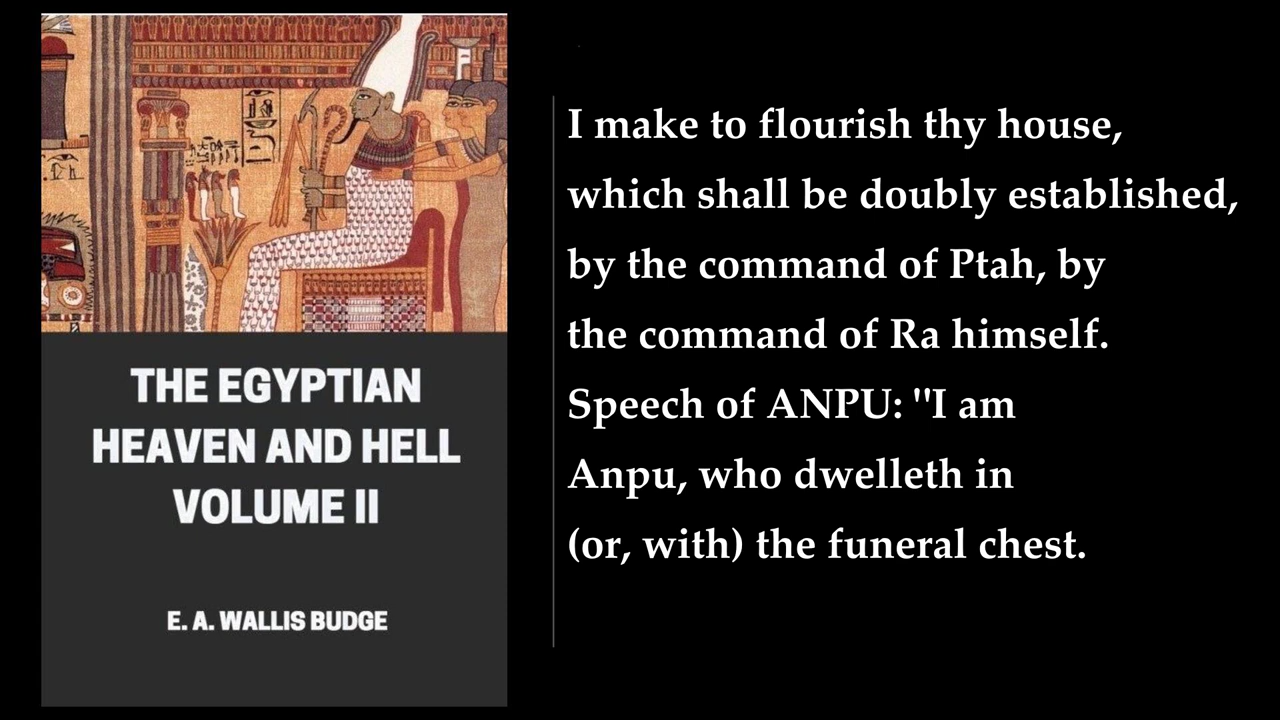 THE EGYPTIAN
HEAVEN AND HELL
VOLUME II
E. A. WALLIS BUDGE
I make to flourish thy house,
which shall be doubly established,
by the command of Ptah, by
the command of Ra himself.
Speech of ANPU: "I am
Anpu, who dwelleth in
(or, with) the funeral chest.